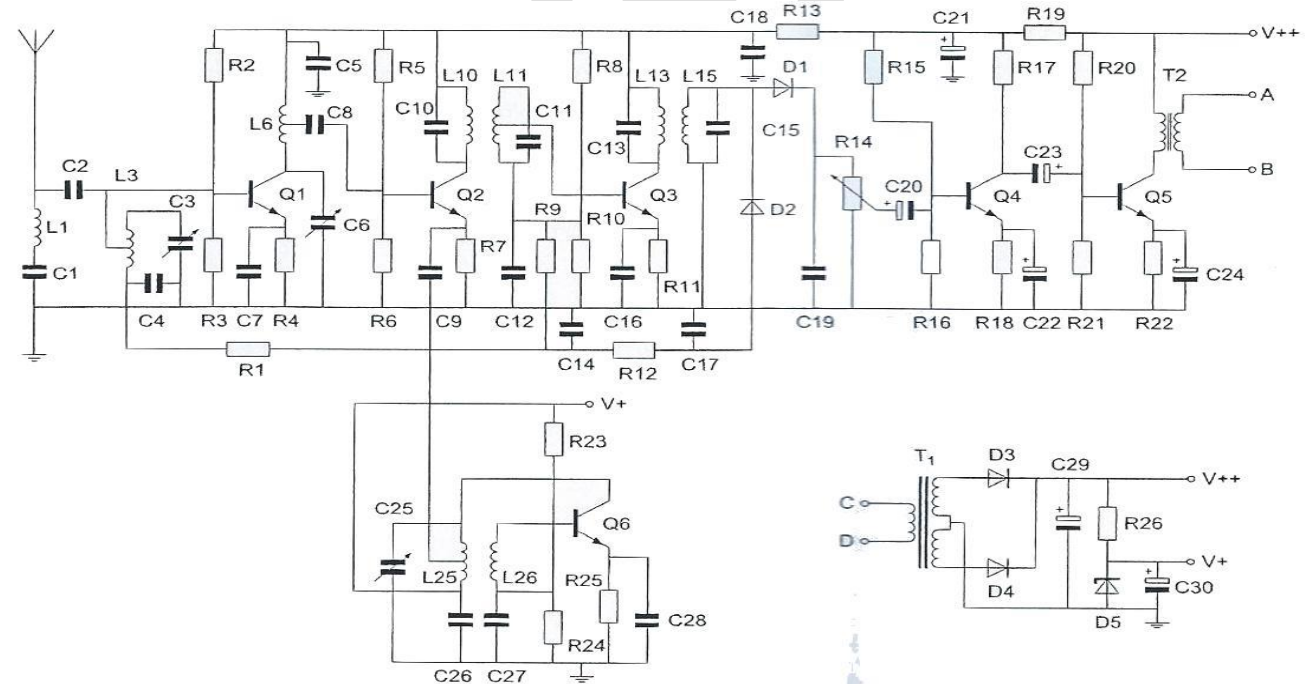 C18 R13 C21 R19
V++
R2 C5 R5 L10 L11 R8 L13 L15 D1 R15 R17 R20 T2
C8 C10 C11 C15 A
L6 C13 R14 C23
C2 L3 C20 B
C3 Q1 Q2 Q3 Q4 Q5
+
+
+
L1 C6 R9 R10 D2
R7
C1 R11 C24
+
+
C4 R3 C7 R4 R6 C9 C12 C16 C19 R16 R18 C22 R21 R22
R1 C14 R12 C17
V+
R23
T1 D3 C29
V++
C25 Q6 C
+
R26
D
V+
L25 L26 R25 D4
+
C30
C28 D5
R24
C26 C27